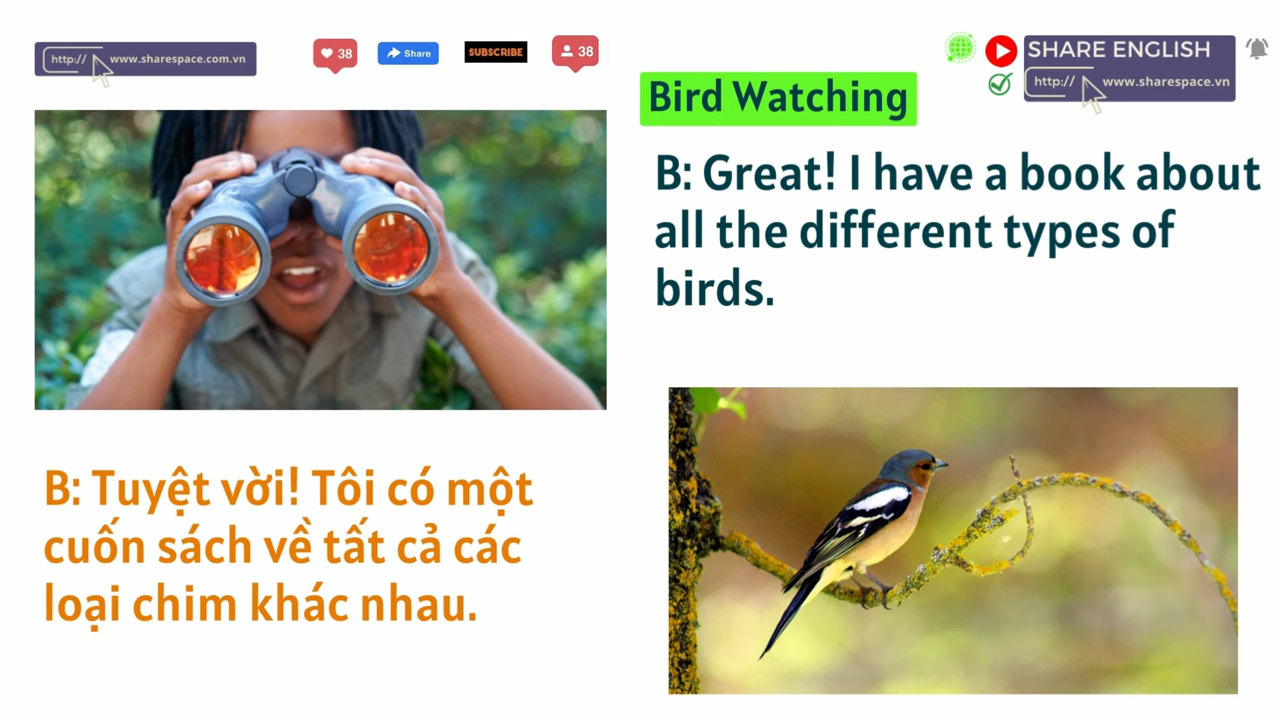 http:// www.sharespace.com.vn
38
Share
SUBSCRIBE
38
SHARE ENGLISH
http:// www.sharespace.vn
Bird Watching
B: Great! I have a book about
all the different types of
birds.
B: Tuyệt vời! Tôi có một
cuốn sách về tất cả các
loại chim khác nhau.